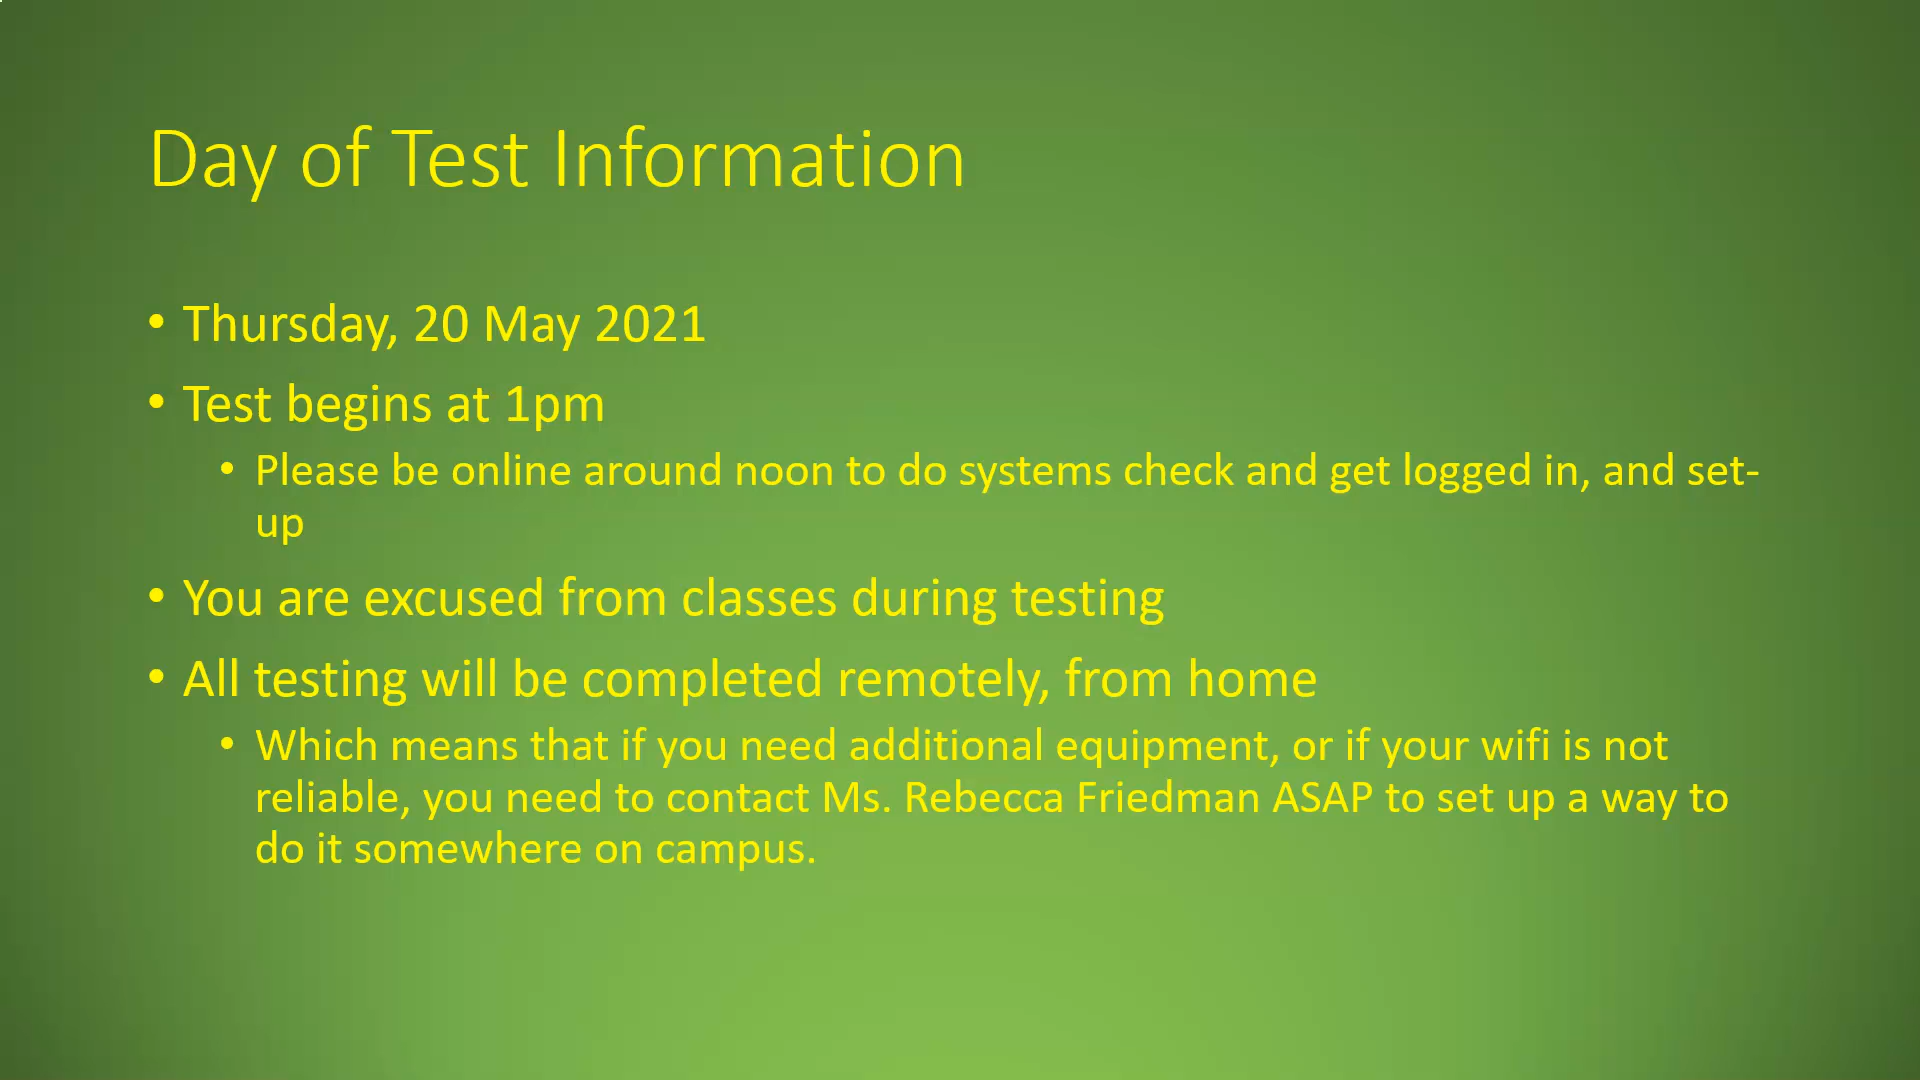 Day of Test Information
• Thursday, 20 May 2021
• Test begins at 1pm
• Please be online around noon to do systems check and get logged in, and set-
up
• You are excused from classes during testing
• All testing will be completed remotely, from home
• Which means that if you need additional equipment, or if your wifi is not
reliable, you need to contact Ms. Rebecca Friedman ASAP to set up a way to
do it somewhere on campus.